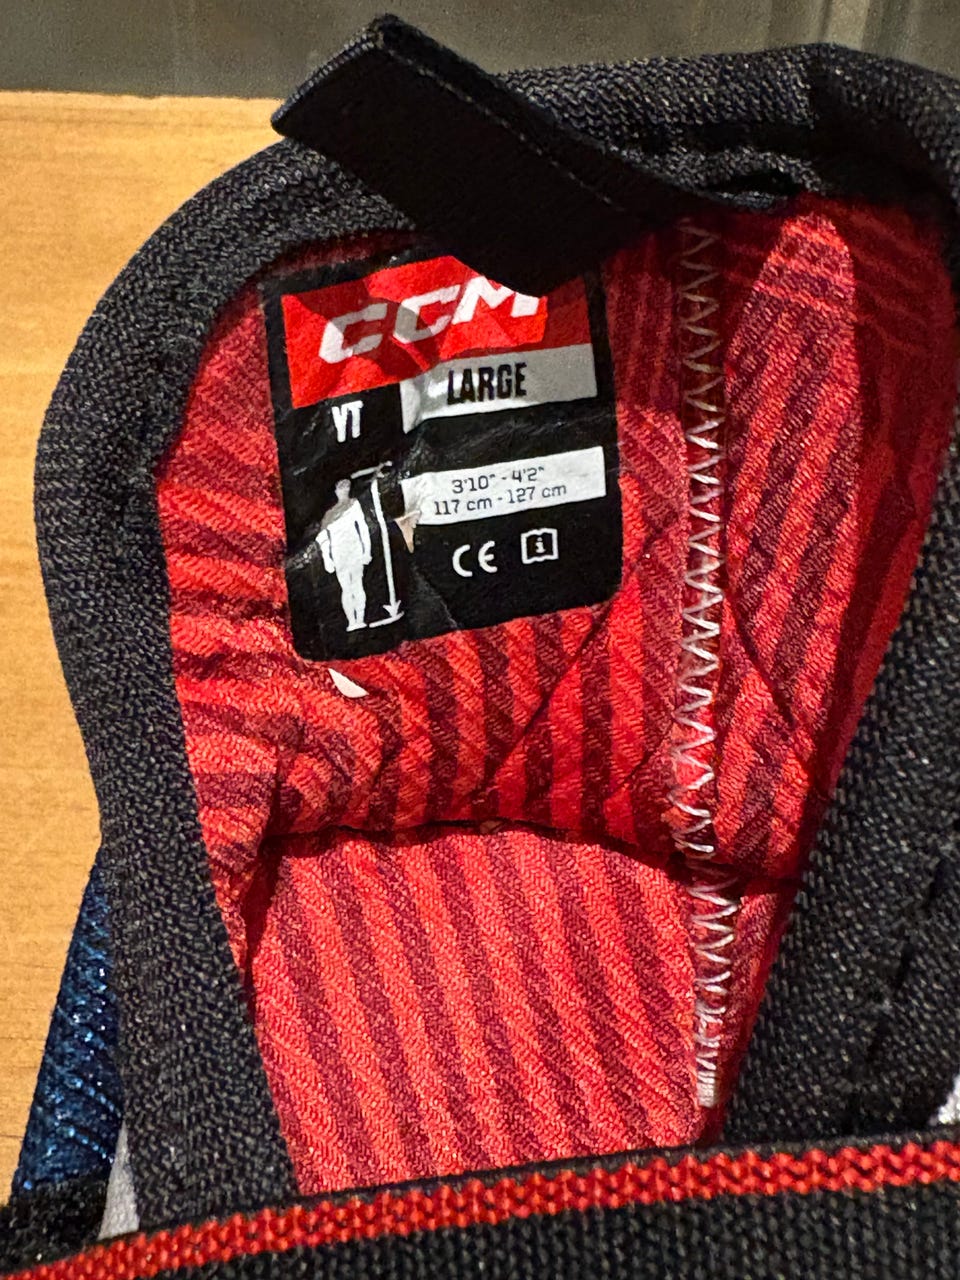 CCM
LARGE
YT
3'10" - 4'2"
117 cm - 127 cm
CE i